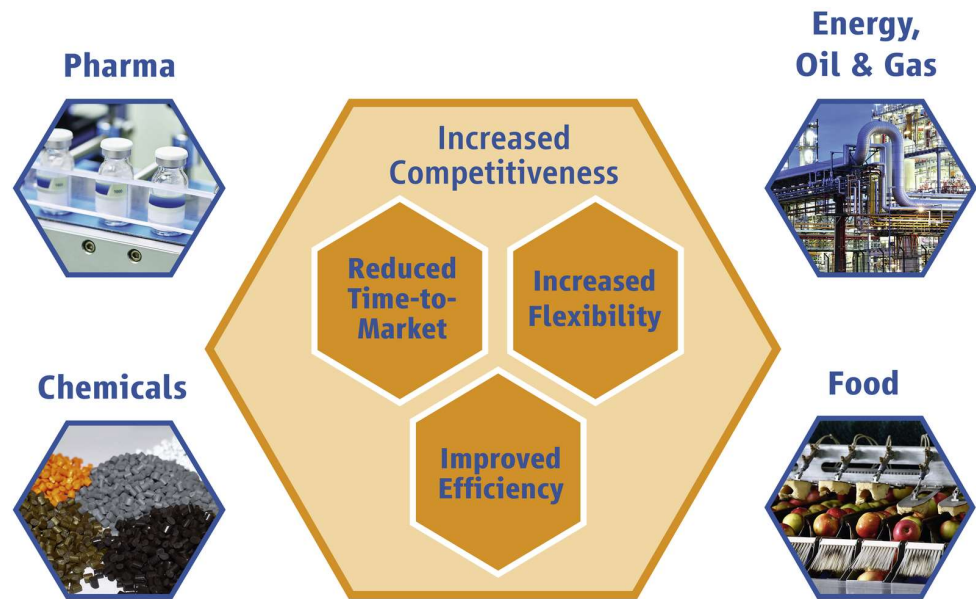 Pharma
Energy,
Oil & Gas
Increased
Competitiveness
Reduced
Time-to-
Market
Increased
Flexibility
Improved
Efficiency
Chemicals
Food